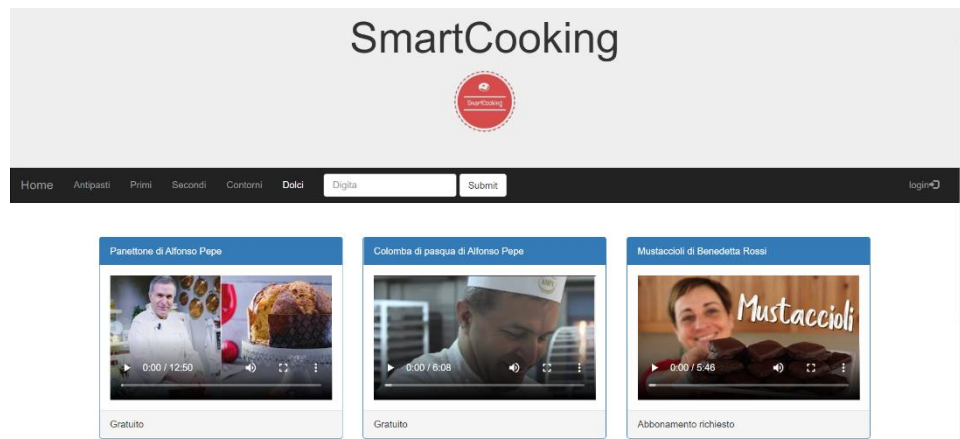 SmartCooking
SmartCooking
Home Antipasti Primi Secondi Contorni Dolci Digita Submit login
Panettone di Alfonso Pepe
Colomba di pasqua di Alfonso Pepe
Mustaccioli di Benedetta Rossi
Mustaccioli
0:00 / 12:50
0:00 / 6:08
0:00 / 5:46
Gratuito
Gratuito
Abbonamento richiesto